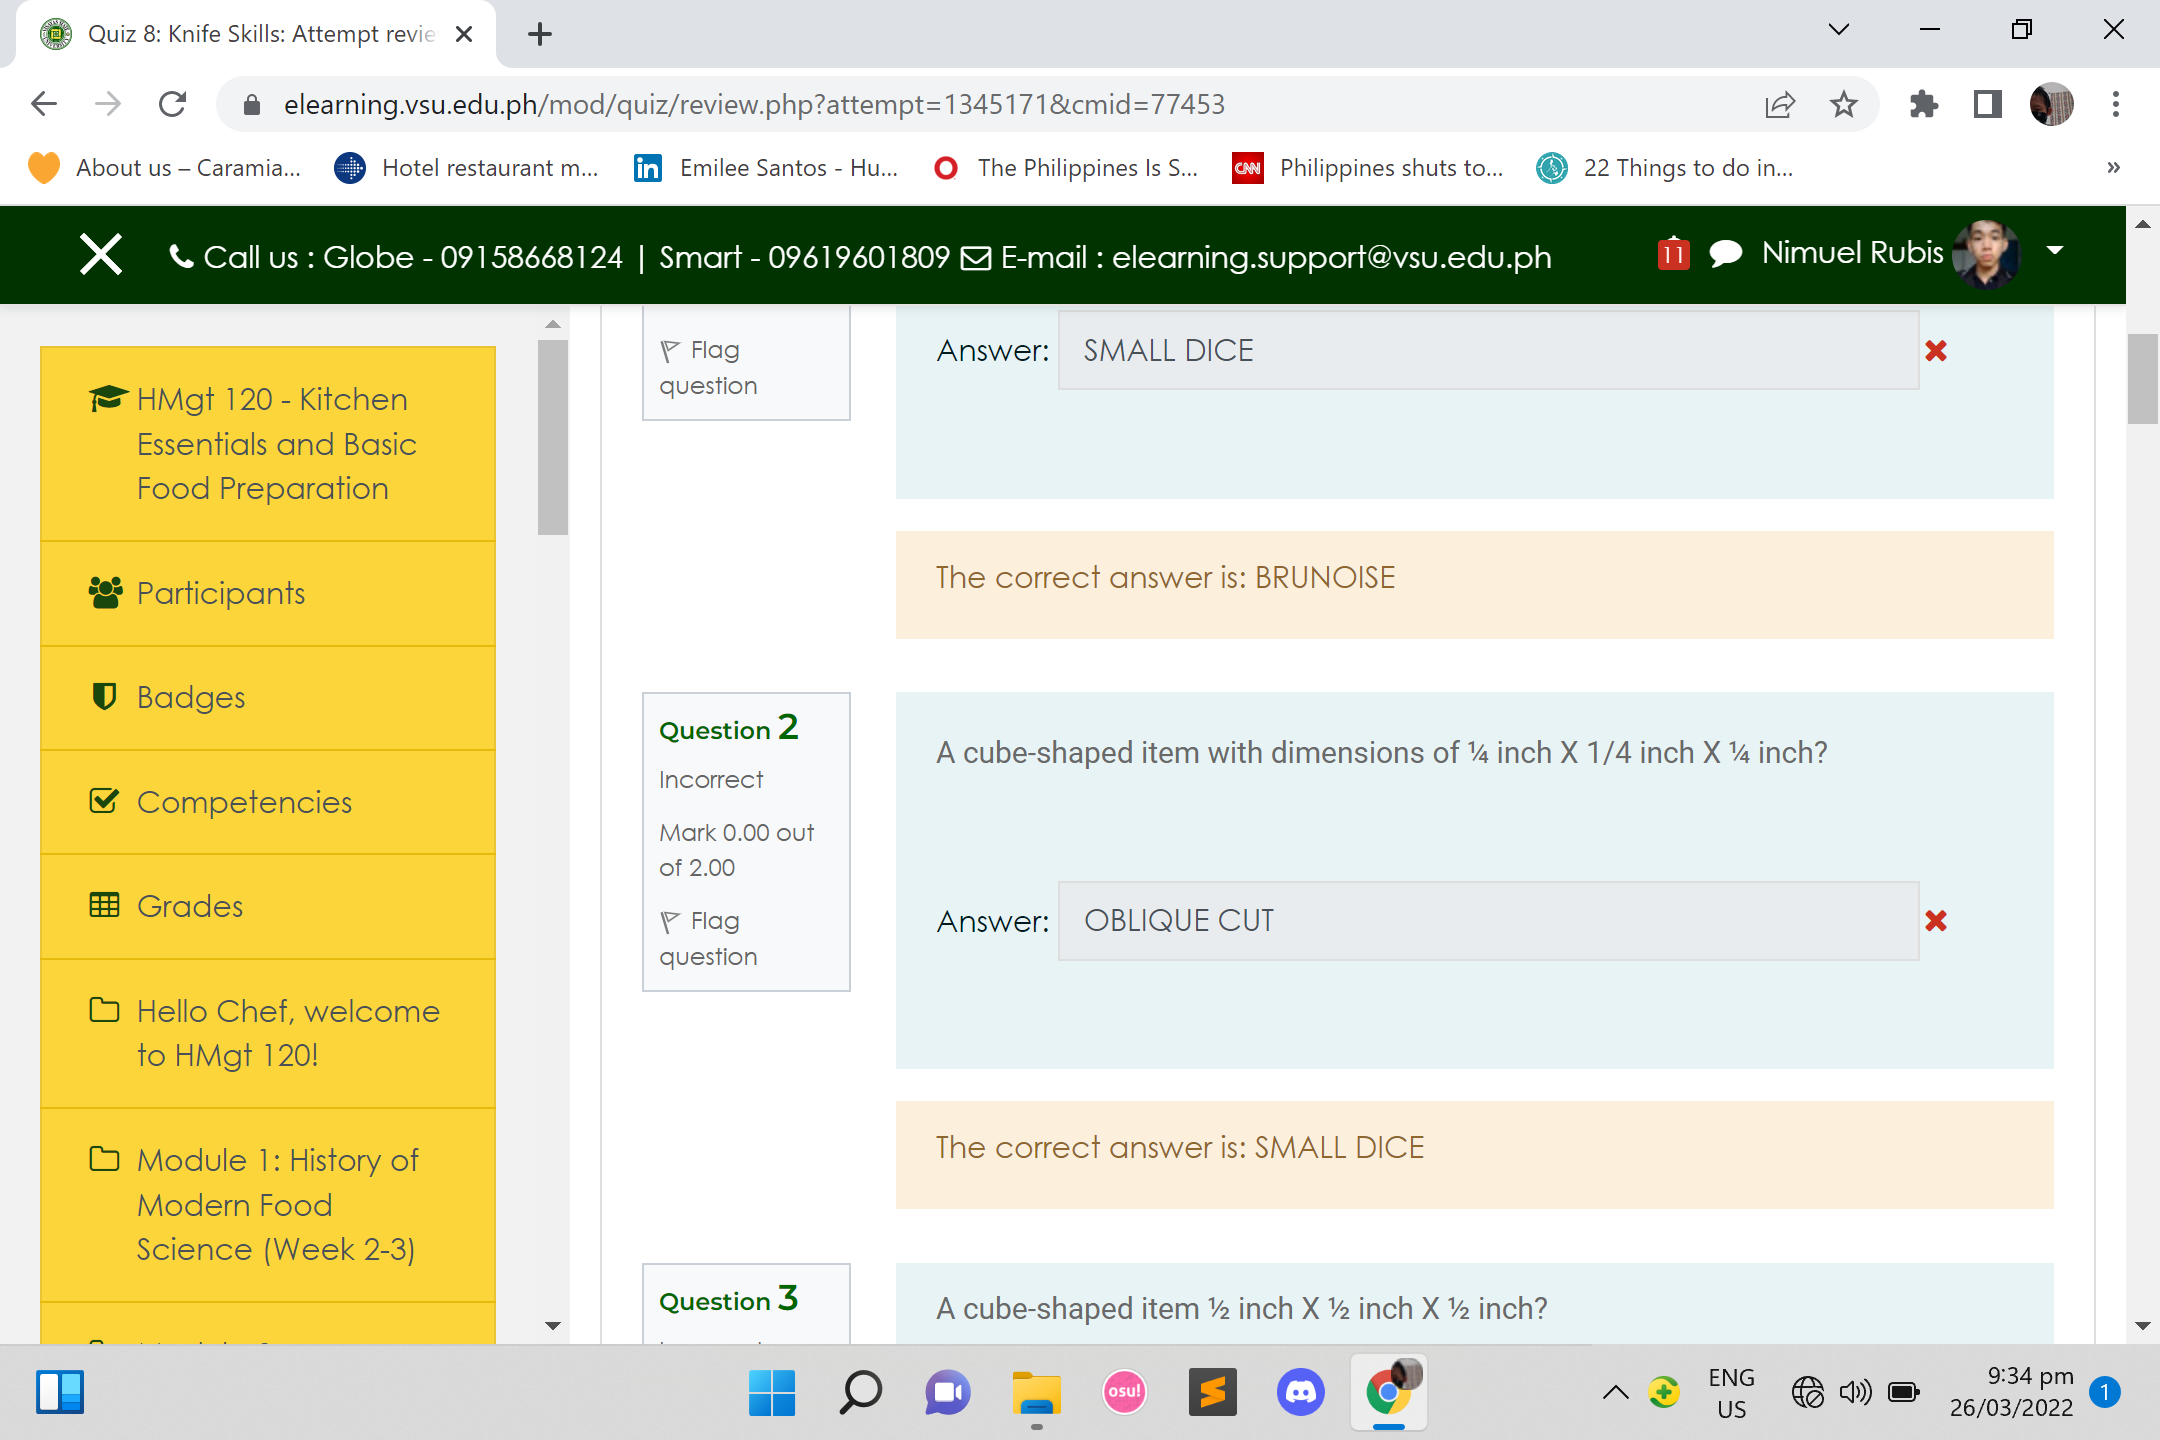 Quiz 8: Knife Skills: Attempt revie
elearning.vsu.edu.ph/mod/quiz/review.php?attempt=1345171&cmid=77453
About us – Caramia...
Hotel restaurant m...
in
Emilee Santos - Hu...
The Philippines Is S...
CNN
Philippines shuts to...
22 Things to do in...
»
Call us : Globe - 09158668124 | Smart - 09619601809 E-mail : elearning.support@vsu.edu.ph
11
Nimuel Rubis
HMgt 120 - Kitchen
Essentials and Basic
Food Preparation
Participants
Badges
Competencies
Grades
Hello Chef, welcome
to HMgt 120!
Module 1: History of
Modern Food
Science (Week 2-3)
Flag
question
Answer: SMALL DICE
The correct answer is: BRUNOISE
Question 2
Incorrect
Mark 0.00 out
of 2.00
Flag
question
A cube-shaped item with dimensions of ¼ inch X 1/4 inch X ¼ inch?
Answer: OBLIQUE CUT
The correct answer is: SMALL DICE
Question 3
A cube-shaped item ½ inch X ½ inch X ½ inch?
osu!
ENG
US
9:34 pm
26/03/2022
1